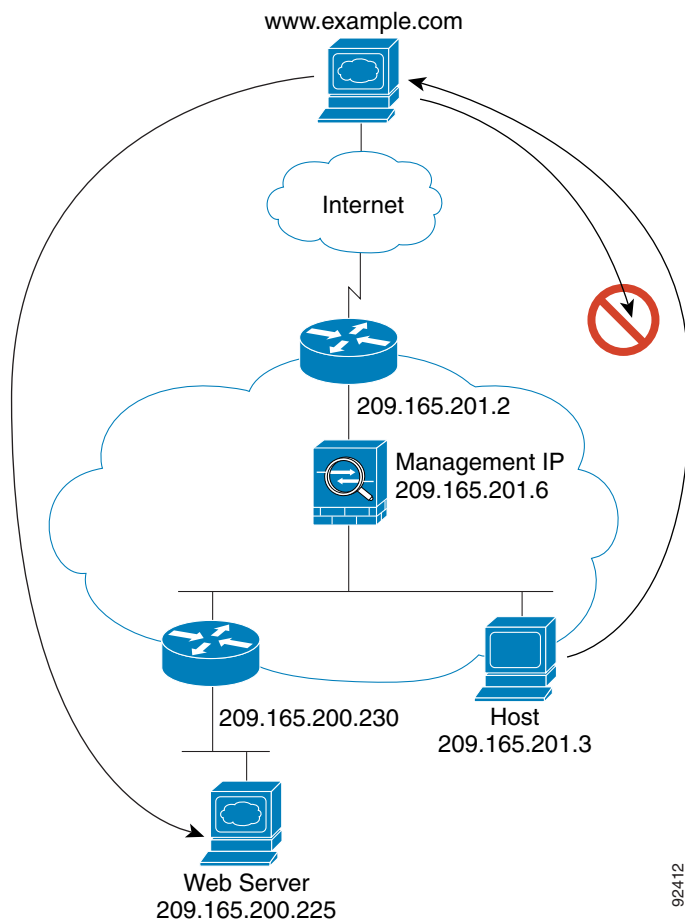 www.example.com
Internet
209.165.201.2
Management IP
209.165.201.6
209.165.200.230
Host
209.165.201.3
Web Server
209.165.200.225
92412